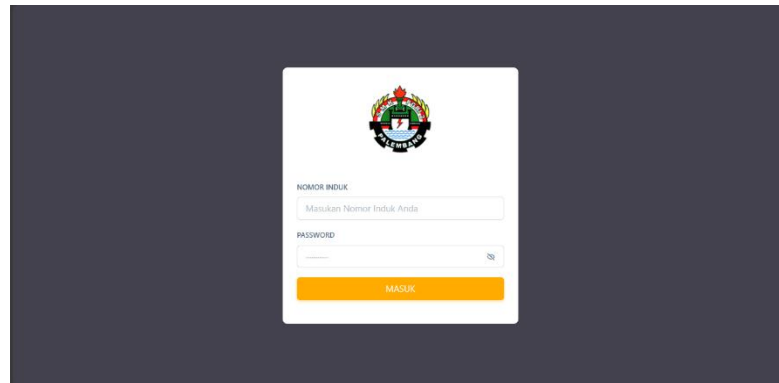 PALEMBANG
NOMOR INDUK
Masukan Nomor Induk Anda
PASSWORD
MASUK